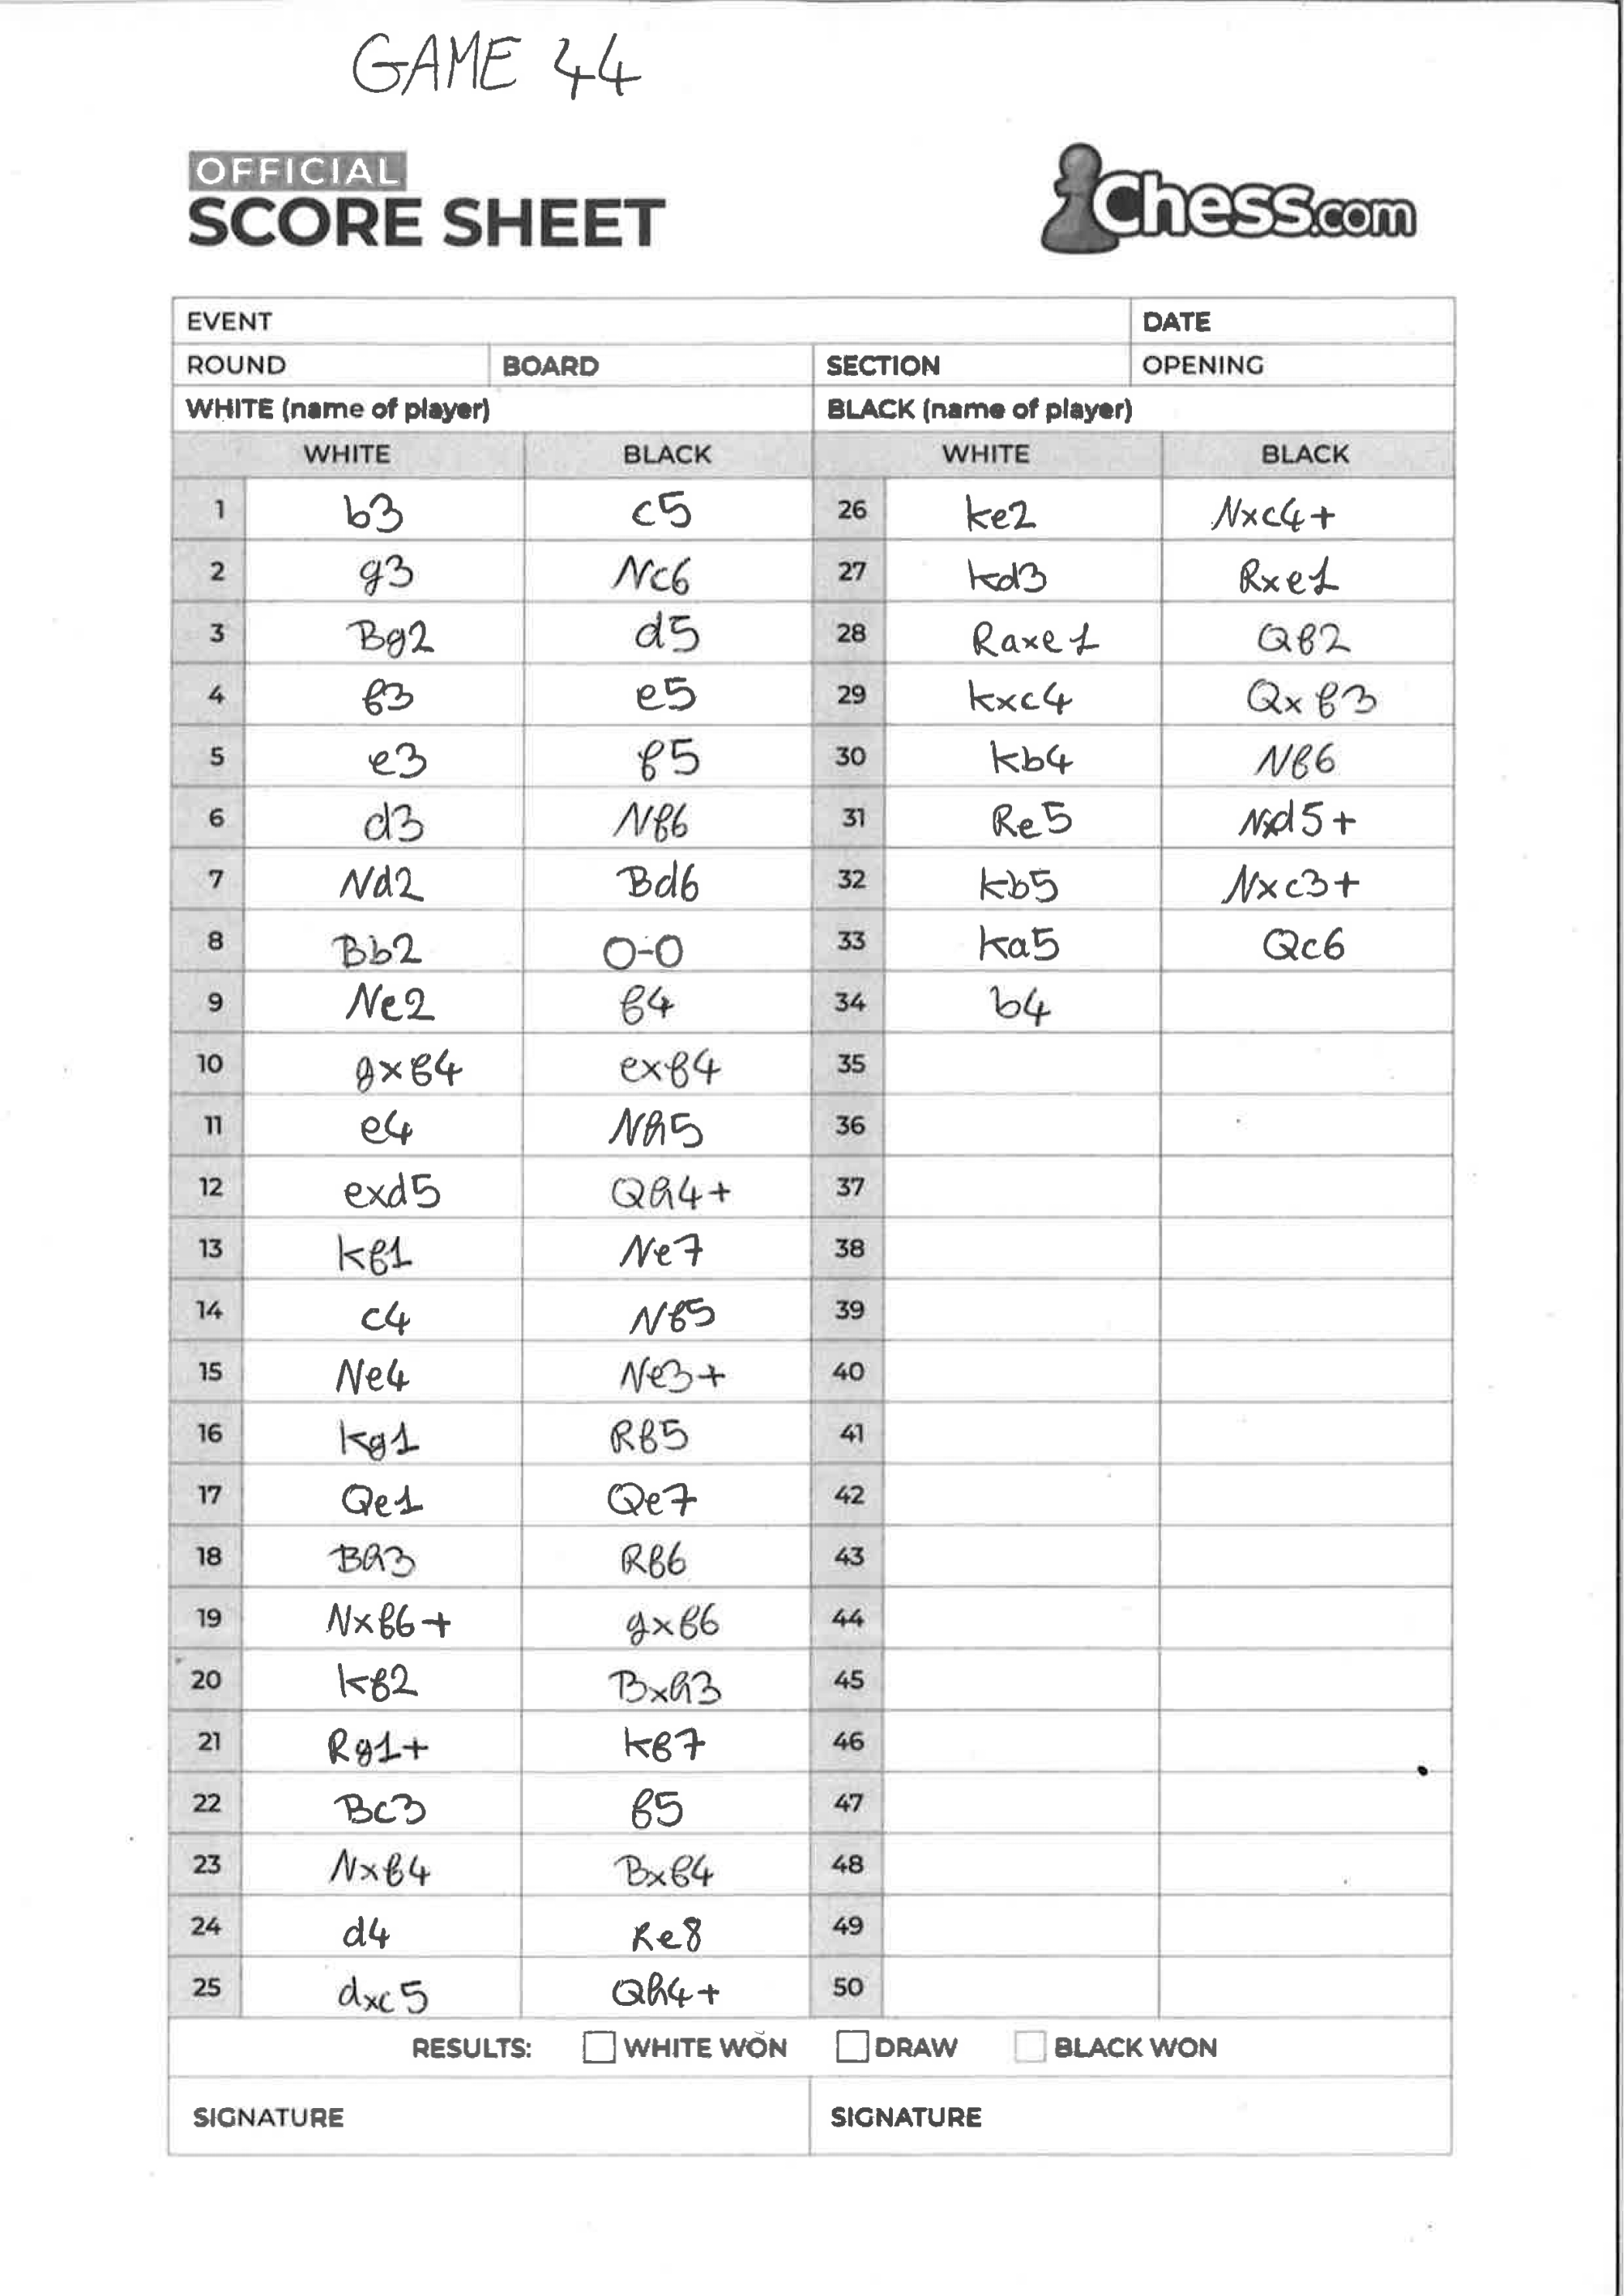 GAME 44
OFFICIAL
SCORE SHEET
Chess.com
EVENT DATE
ROUND BOARD SECTION OPENING
WHITE (name of player) BLACK (name of player)
WHITE BLACK WHITE BLACK
1 b3 c5 26 ke2 Nxc4+
2 g3 Nc6 27 kd3 Rxe1
3 Bg2 d5 28 Raxe1 Qf2
4 f3 e5 29 kxc4 Qxf3
5 e3 f5 30 kb4 Nf6
6 d3 Nf6 31 Re5 Nxd5+
7 Nd2 Bd6 32 kb5 Nxc3+
8 Bb2 O-O 33 ka5 Qc6
9 Ne2 f4 34 b4
10 gxf4 exf4 35
11 e4 Nh5 36
12 exd5 Qh4+ 37
13 kf1 Ne7 38
14 c4 Nf5 39
15 Ne4 Ne3+ 40
16 kg1 Rf5 41
17 Qe1 Qe7 42
18 Bh3 Rf6 43
19 Nxf6+ gxf6 44
20 kf2 Bxh3 45
21 Rg1+ kf7 46
22 Bc3 f5 47
23 Nxf4 Bxf4 48
24 d4 Re8 49
25 dxc5 Qh4+ 50
RESULTS: WHITE WON DRAW BLACK WON
SIGNATURE SIGNATURE